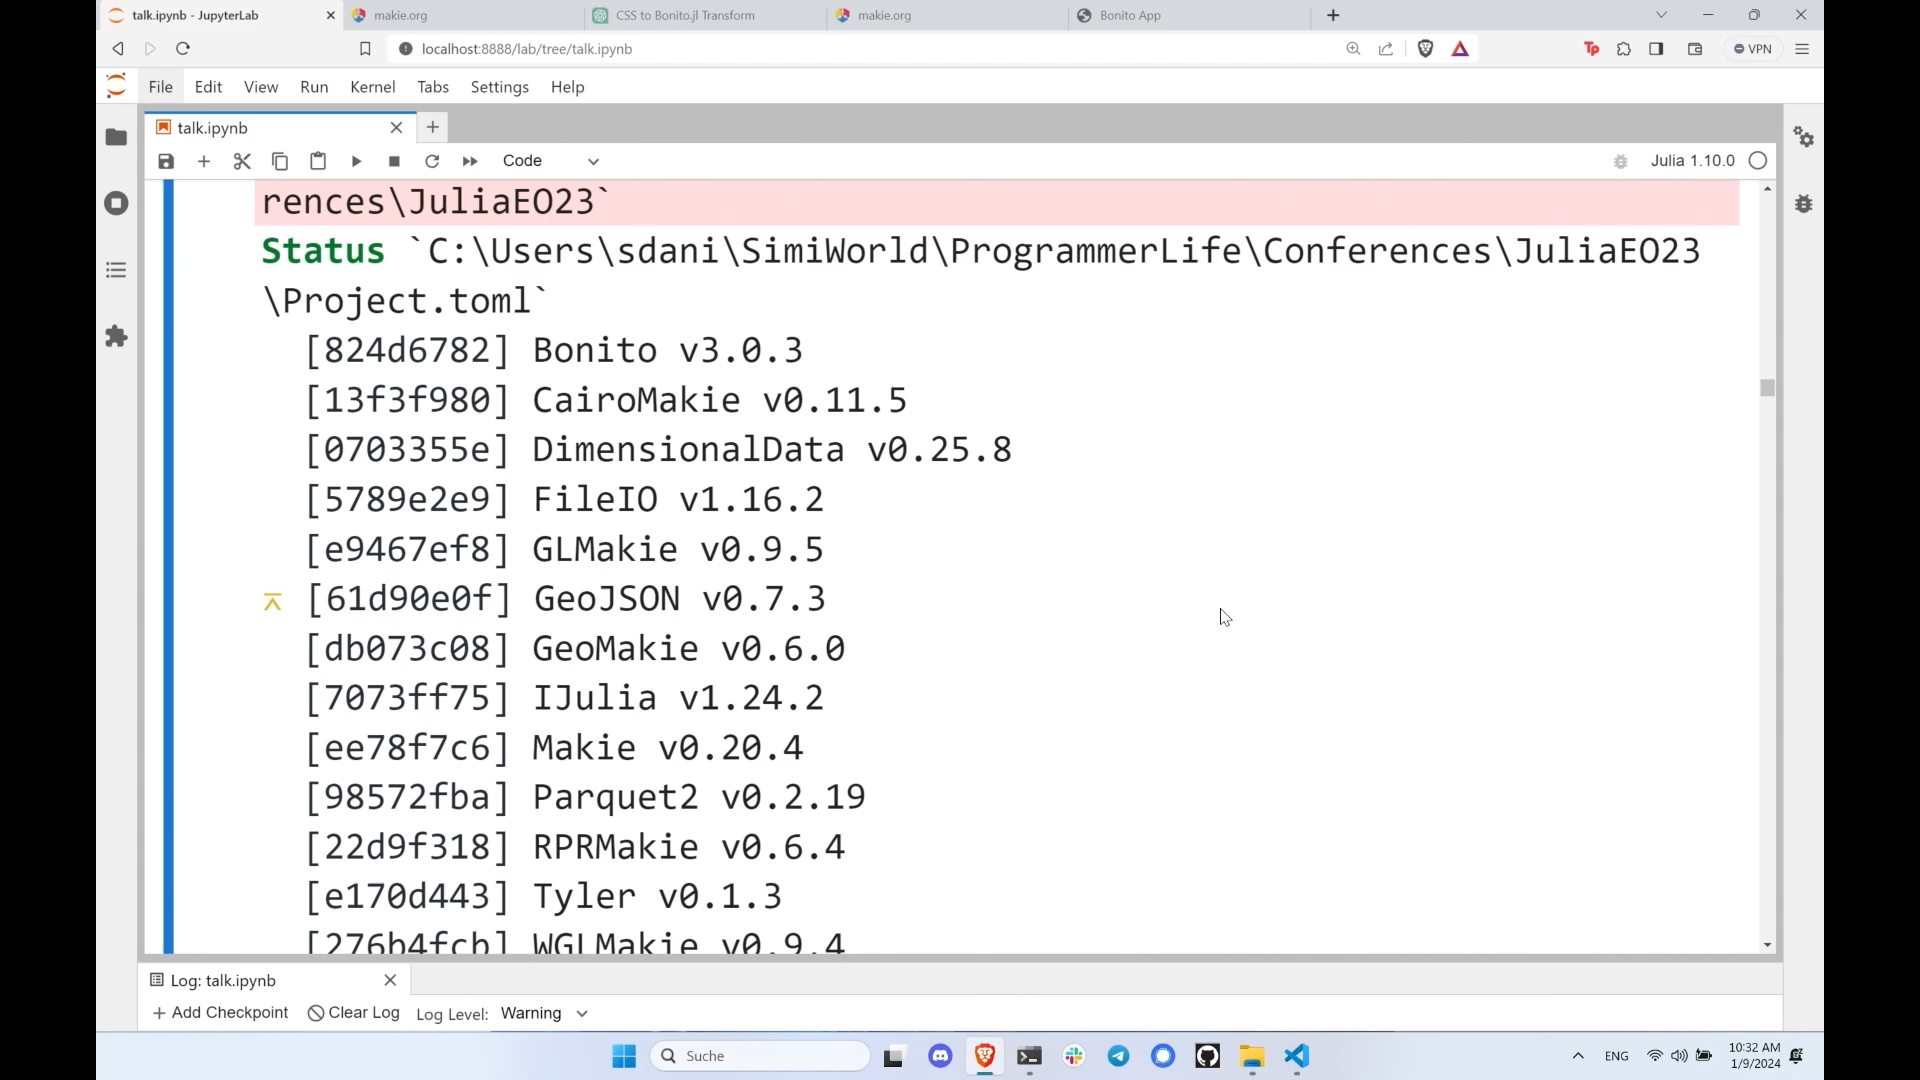 talk.ipynb - JupyterLab
makie.org
CSS to Bonito.jl Transform
makie.org
Bonito App
localhost:8888/lab/tree/talk.ipynb
Tp
VPN
File Edit View Run Kernel Tabs Settings Help
talk.ipynb
Code
Julia 1.10.0
rences\JuliaEO23`
Status `C:\Users\sdani\SimiWorld\ProgrammerLife\Conferences\JuliaEO23
\Project.toml`
[824d6782] Bonito v3.0.3
[13f3f980] CairoMakie v0.11.5
[0703355e] DimensionalData v0.25.8
[5789e2e9] FileIO v1.16.2
[e9467ef8] GLMakie v0.9.5
⌅ [61d90e0f] GeoJSON v0.7.3
[db073c08] GeoMakie v0.6.0
[7073ff75] IJulia v1.24.2
[ee78f7c6] Makie v0.20.4
[98572fba] Parquet2 v0.2.19
[22d9f318] RPRMakie v0.6.4
[e170d443] Tyler v0.1.3
[276b4fcb] WGLMakie v0.9.4
Log: talk.ipynb
Add Checkpoint Clear Log Log Level: Warning
Suche
ENG
10:32 AM
1/9/2024